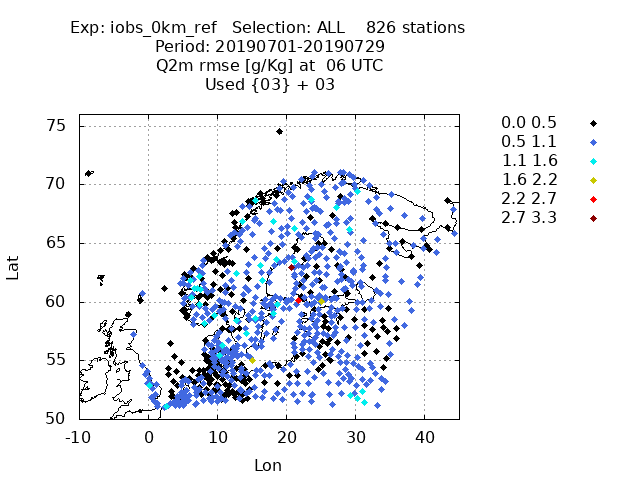 Exp: iobs_0km_ref   Selection: ALL    826 stations
Period: 20190701-20190729
Q2m rmse [g/Kg] at  06 UTC
Used {03} + 03
0.0 0.5
0.5 1.1
1.1 1.6
1.6 2.2
2.2 2.7
2.7 3.3
75
70
65
60
55
50
Lat
-10 0 10 20 30 40
Lon